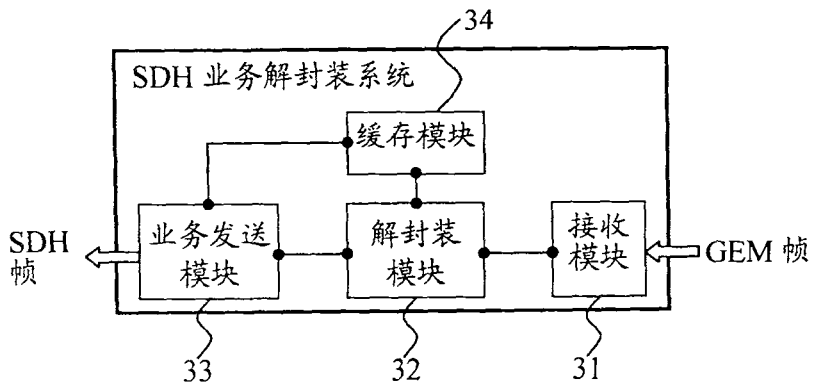 34
SDH 业务解封装系统
缓存模块
SDH
帧
业务发送
模块
解封装
模块
接收
模块
GEM 帧
33
32
31